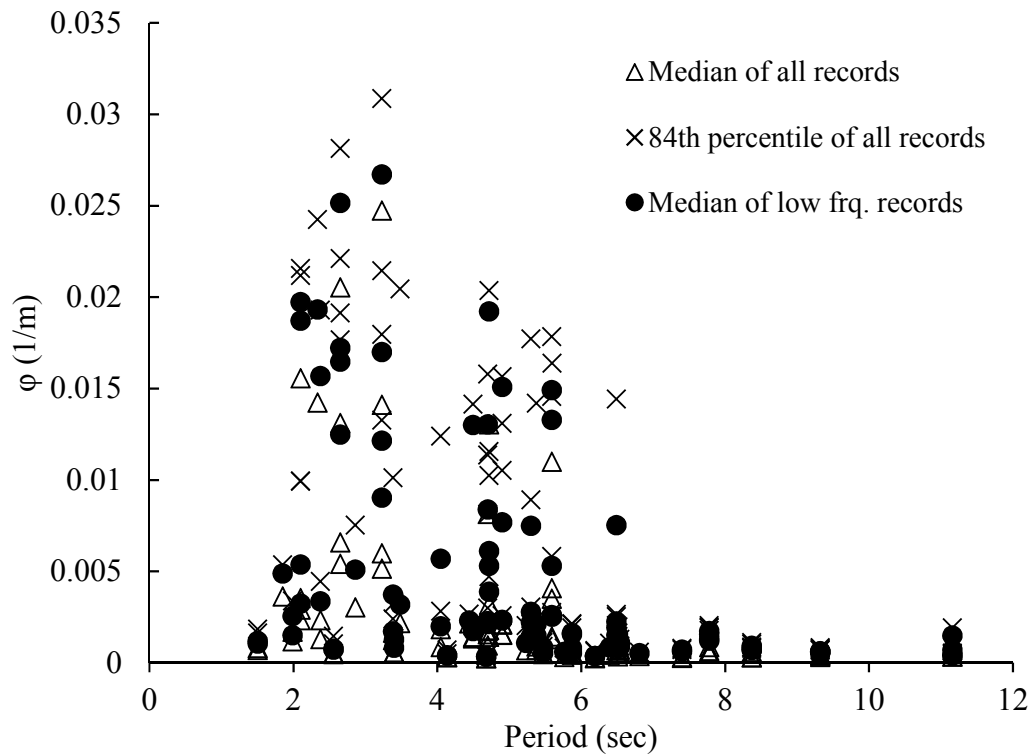 0.035
0.03
0.025
0.02
0.015
0.01
0.005
0
φ (1/m)
Median of all records
84th percentile of all records
Median of low frq. records
0 2 4 6 8 10 12
Period (sec)